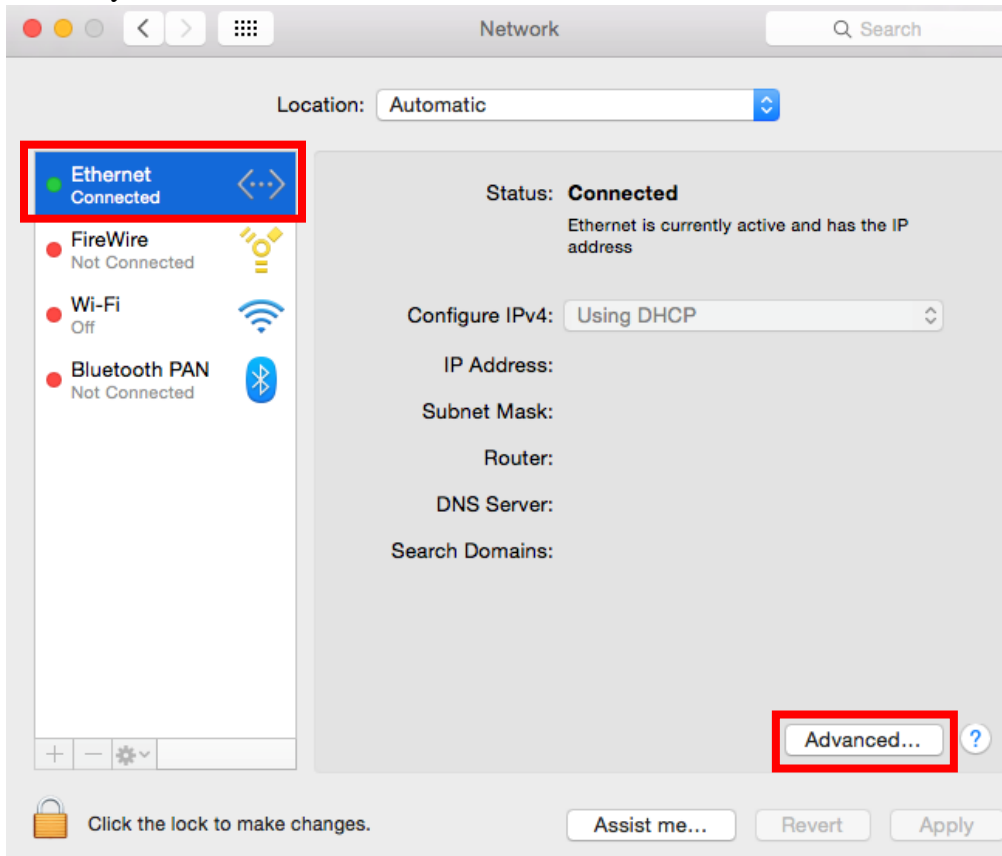 Network
Search
Location: Automatic
Ethernet
Connected
FireWire
Not Connected
Wi-Fi
Off
Bluetooth PAN
Not Connected
Status: Connected
Ethernet is currently active and has the IP
address
Configure IPv4: Using DHCP
IP Address:
Subnet Mask:
Router:
DNS Server:
Search Domains:
Advanced...
?
Click the lock to make changes.
Assist me...
Revert
Apply